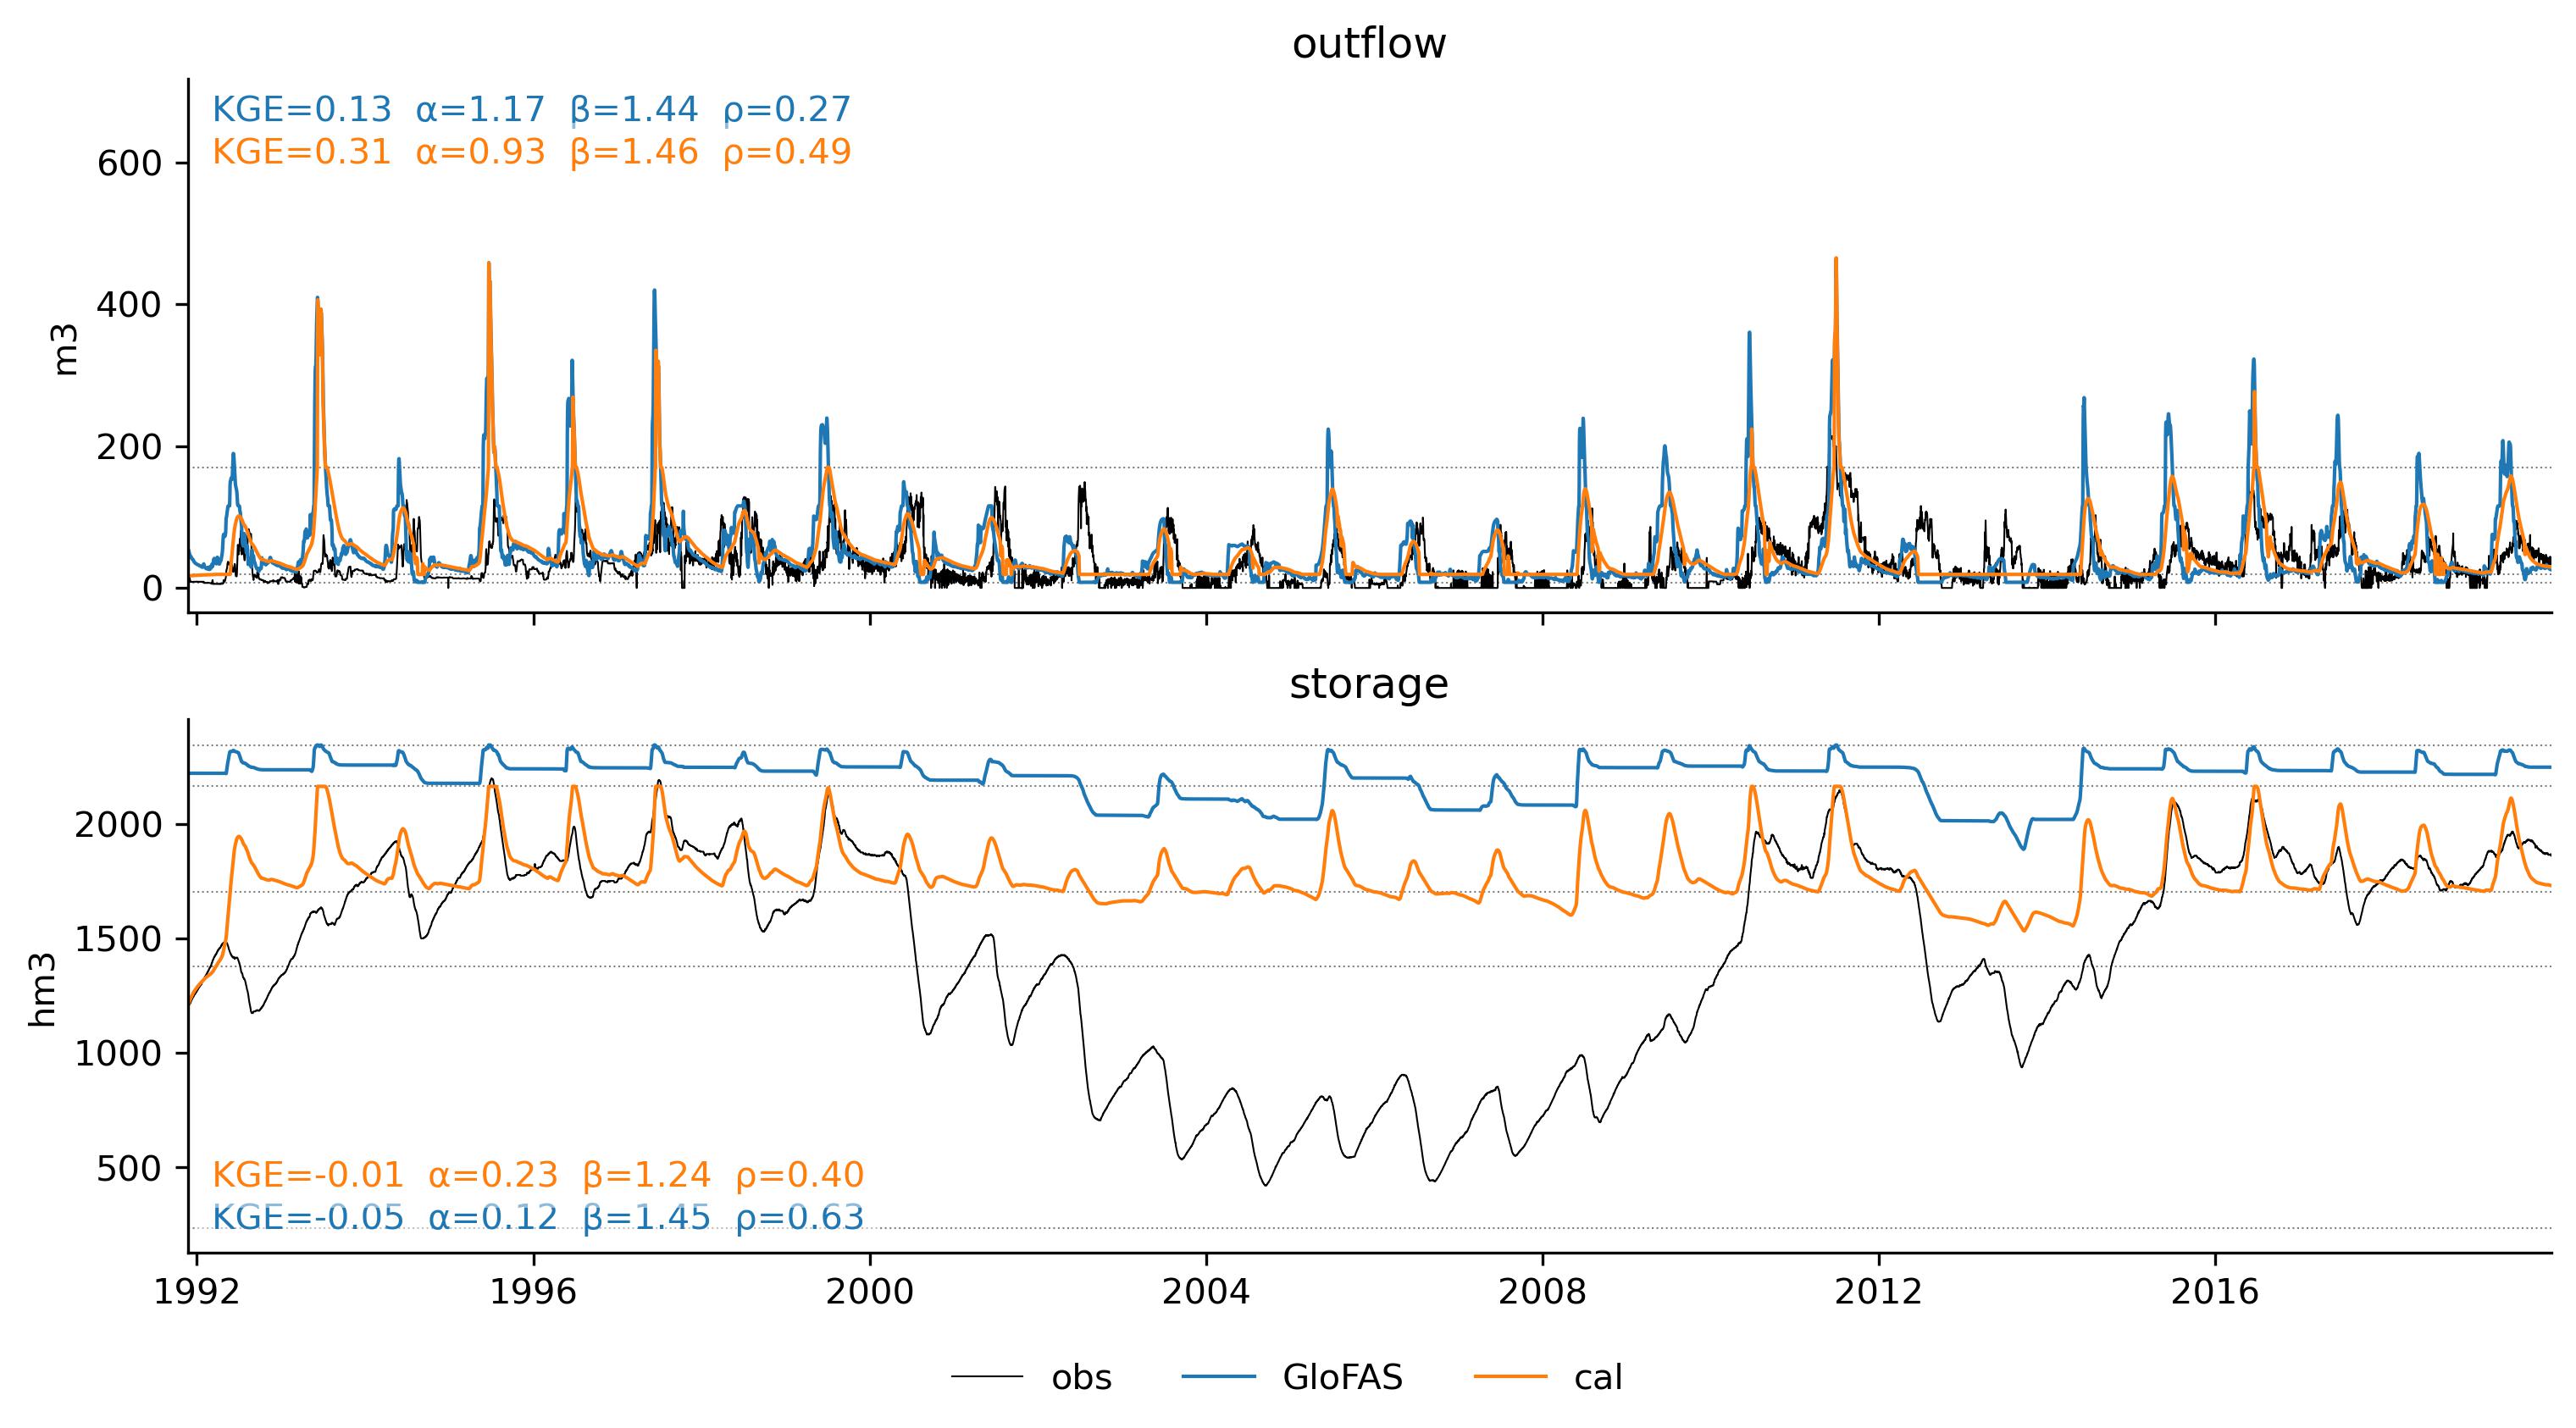 outflow
KGE=0.13 α=1.17 β=1.44 ρ=0.27
KGE=0.31 α=0.93 β=1.46 ρ=0.49
600
400
200
0
m3
storage
2000
1500
1000
500
hm3
KGE=-0.01 α=0.23 β=1.24 ρ=0.40
KGE=-0.05 α=0.12 β=1.45 ρ=0.63
1992 1996 2000 2004 2008 2012 2016
obs GloFAS cal